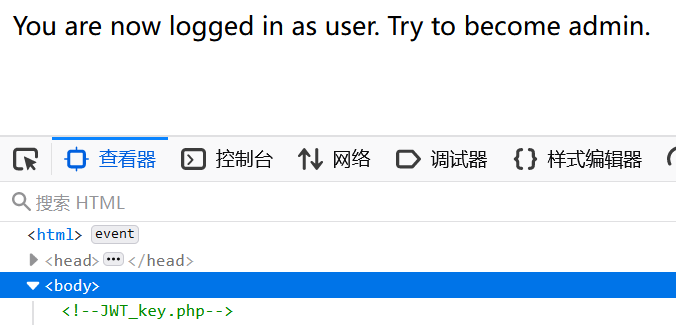 You are now logged in as user. Try to become admin.
查看器 控制台 网络 调试器 {} 样式编辑器
搜索 HTML
<html> event
<head> ... </head>
<body>
<!--JWT_key.php-->